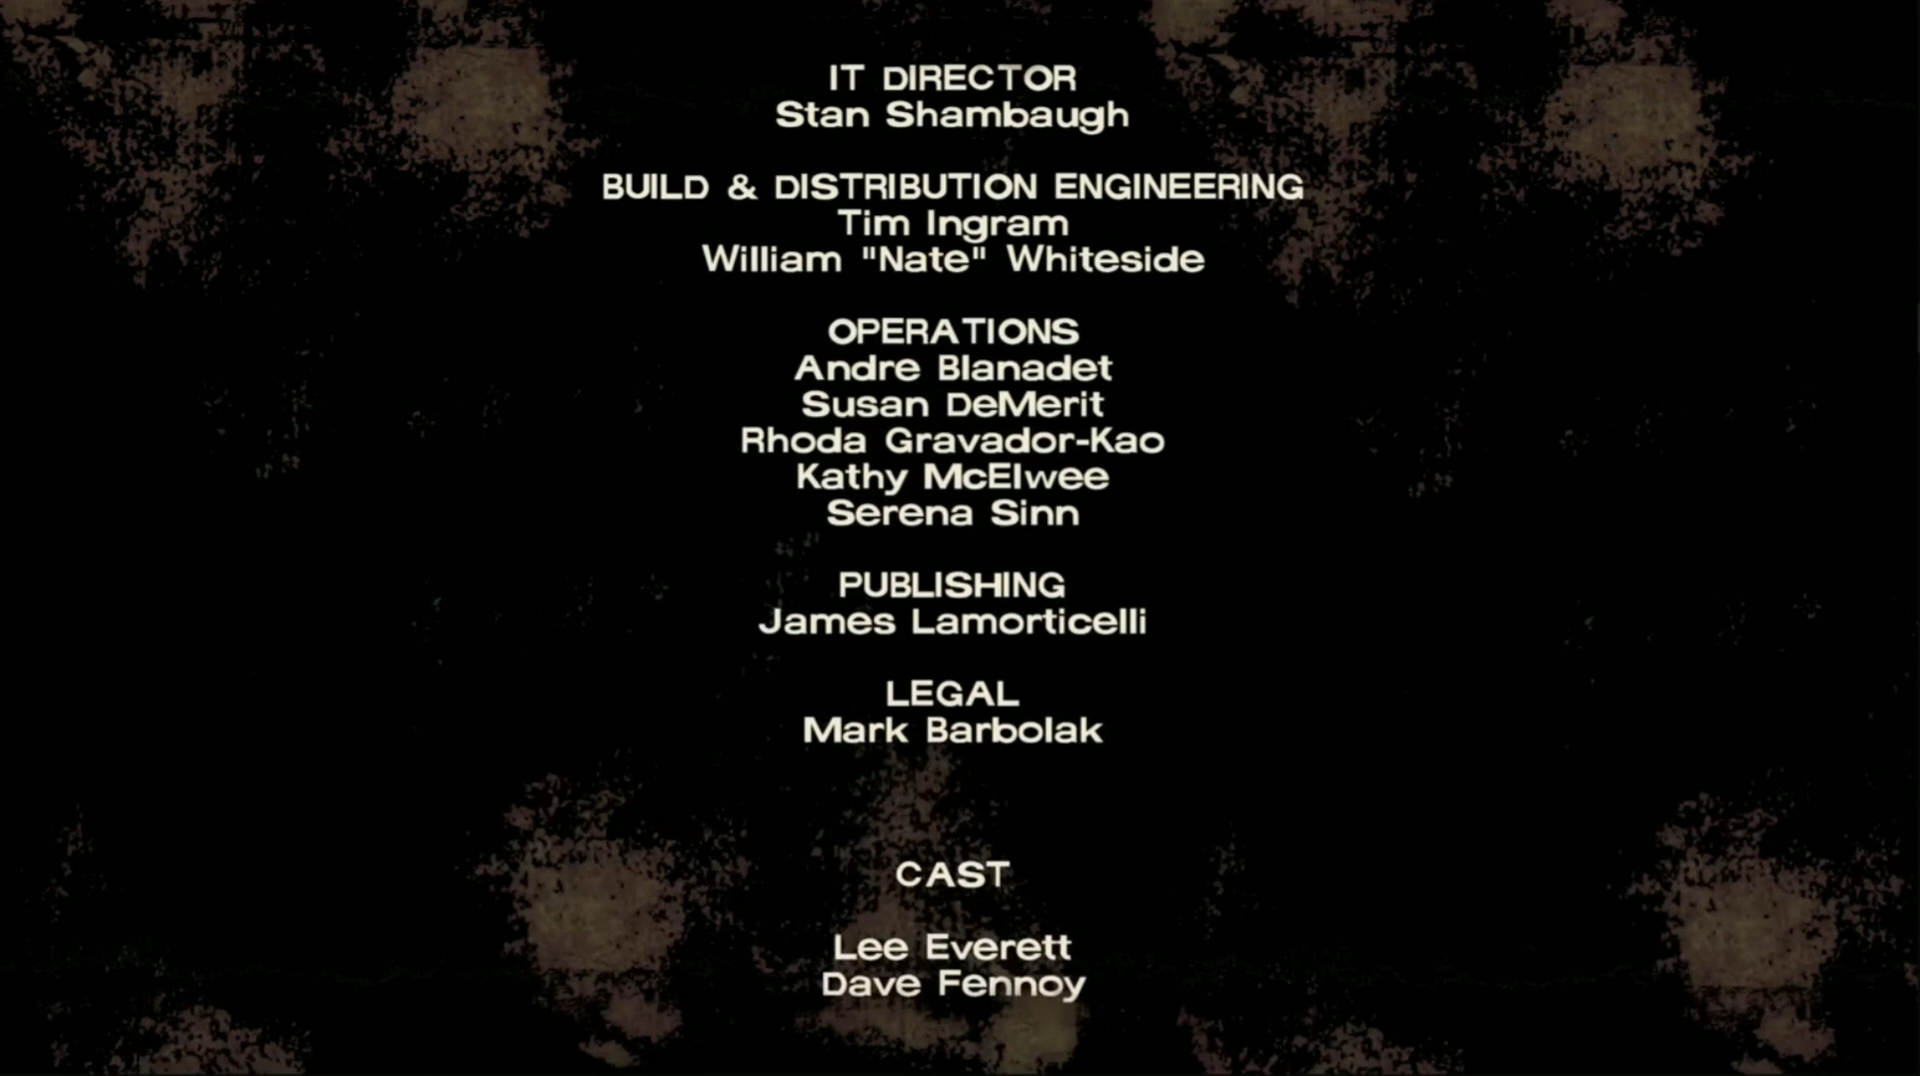 IT DIRECTOR
Stan Shambaugh
BUILD & DISTRIBUTION ENGINEERING
Tim Ingram
William "Nate" Whiteside
OPERATIONS
Andre Blanadet
Susan DeMerit
Rhoda Gravador-Kao
Kathy McElwee
Serena Sinn
PUBLISHING
James Lamorticelli
LEGAL
Mark Barbolak
CAST
Lee Everett
Dave Fennoy